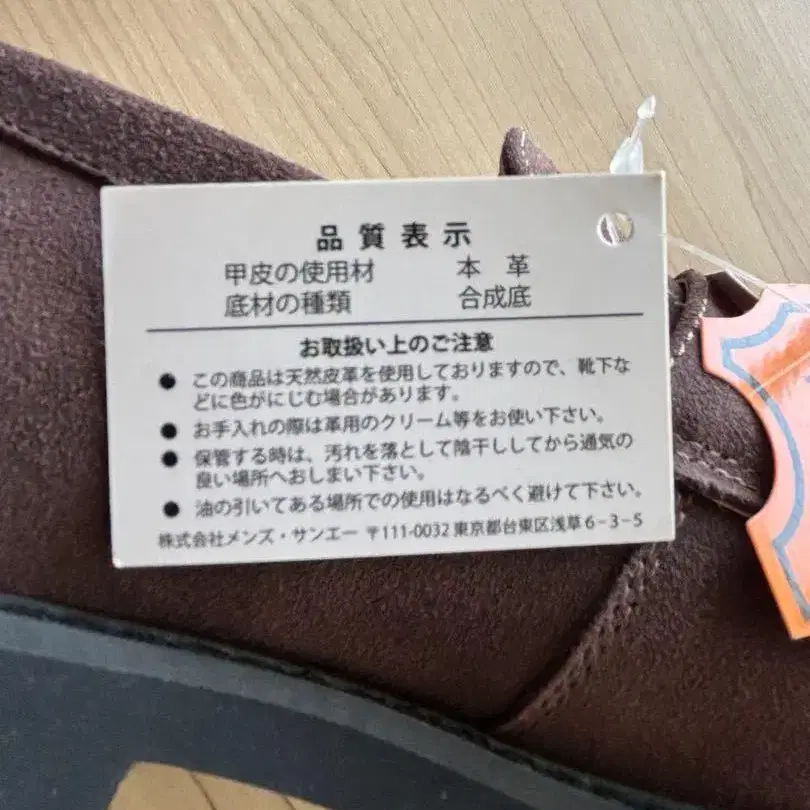 品質表示
甲皮の使用材 本革
底材の種類 合成底
お取扱い上のご注意
● この商品は天然皮革を使用しておりますので、靴下な
どに色がにじむ場合があります。
● お手入れの際は革用のクリーム等をお使い下さい。
● 保管する時は、汚れを落として陰干ししてから通気の
良い場所へおしまい下さい。
● 油の引いてある場所での使用はなるべく避けて下さい。
株式会社メンズ・サンエー 〒111-0032 東京都台東区浅草6-3-5